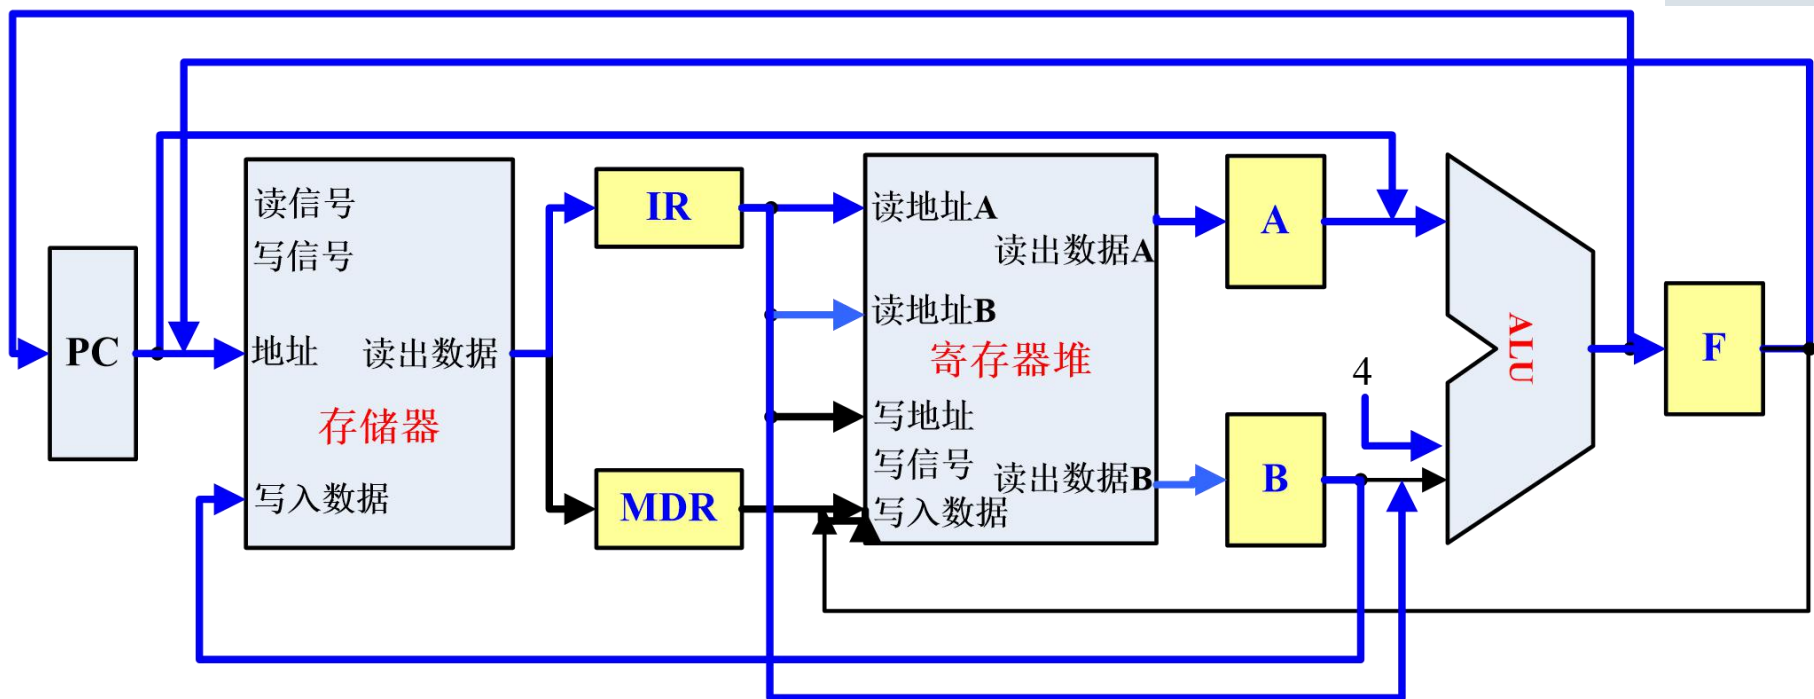 PC
读信号
写信号
地址
读出数据
存储器
写入数据
IR
MDR
读地址A
读出数据A
读地址B
寄存器堆
写地址
写信号
读出数据B
写入数据
A
B
4
ALU
F